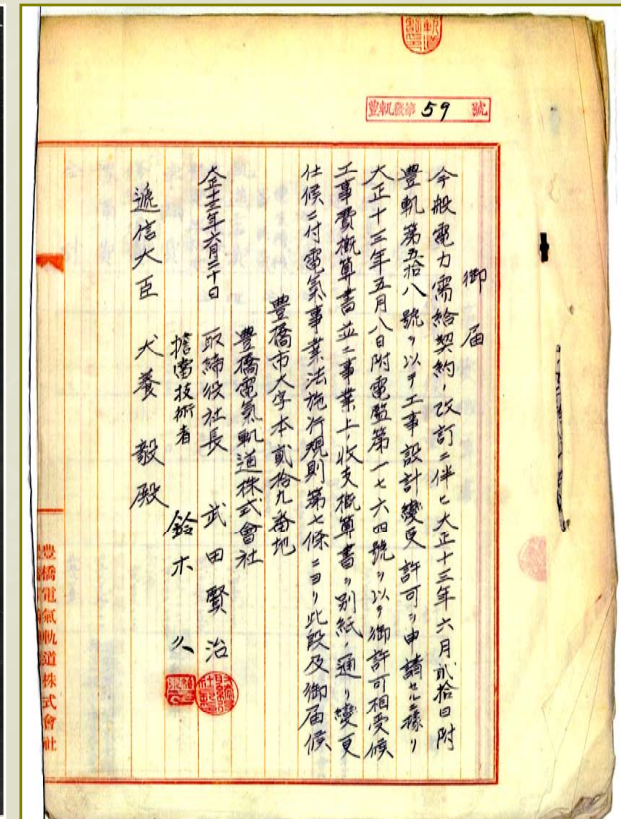 豐軌發第59號
御届
今般電力需給契約ノ改訂ニ伴ヒ大正十三年六月貳拾日附
豊軌第五拾八號ヲ以テ工事設計變更許可ヲ申請セルニ據リ
大正十三年五月八日附電監第一七六四號ヲ以テ御許可相受候
工事費概算書並ニ事業上ノ收支概算書ヲ別紙ノ通リ變更
仕候ニ付電氣事業法施行規則第七條ニヨリ此段及御届候
豊橋市大字本貳拾九番地
豊橋電氣軌道株式會社
大正十三年六月二十日
取締役社長 武田賢治
擔當技術者 鈴木久
遞信大臣 犬養毅殿
豊橋電氣軌道株式會社